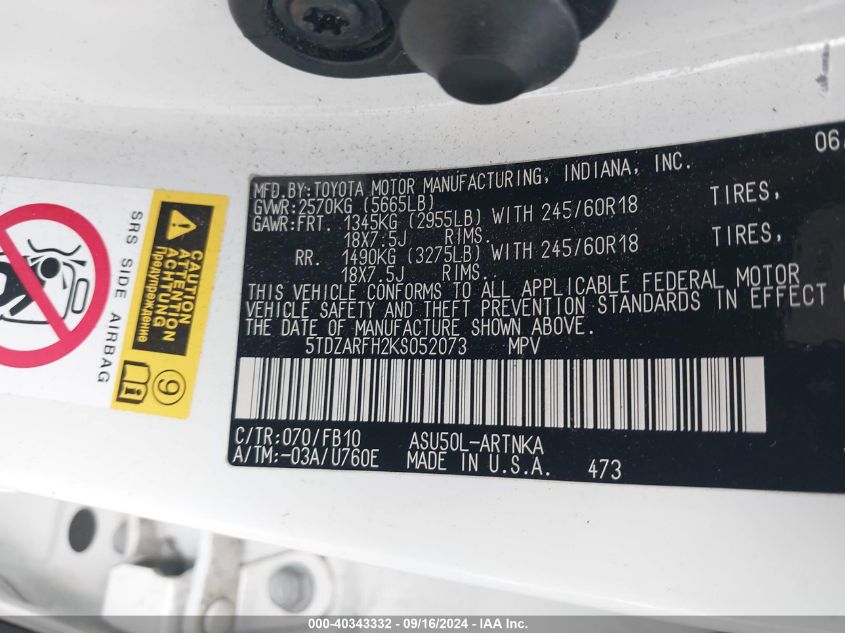 06
MFD.BY:TOYOTA MOTOR MANUFACTURING, INDIANA, INC.
GVWR:2570KG (5665LB)
GAWR:FRT. 1345KG (2955LB) WITH 245/60R18 TIRES,
18X7.5J RIMS.
RR. 1490KG (3275LB) WITH 245/60R18 TIRES,
18X7.5J RIMS.
THIS VEHICLE CONFORMS TO ALL APPLICABLE FEDERAL MOTOR
VEHICLE SAFETY AND THEFT PREVENTION STANDARDS IN EFFECT
THE DATE OF MANUFACTURE SHOWN ABOVE.
5TDZARFH2KS052073 MPV
C/TR:070/FB10 ASU50L-ARTNKA
A/TM:-03A/U760E MADE IN U.S.A. 473
SRS SIDE AIRBAG
CAUTION
ATTENTION
ACHTUNG
Предупреждение
9
000-40343332 - 09/16/2024 - IAA Inc.